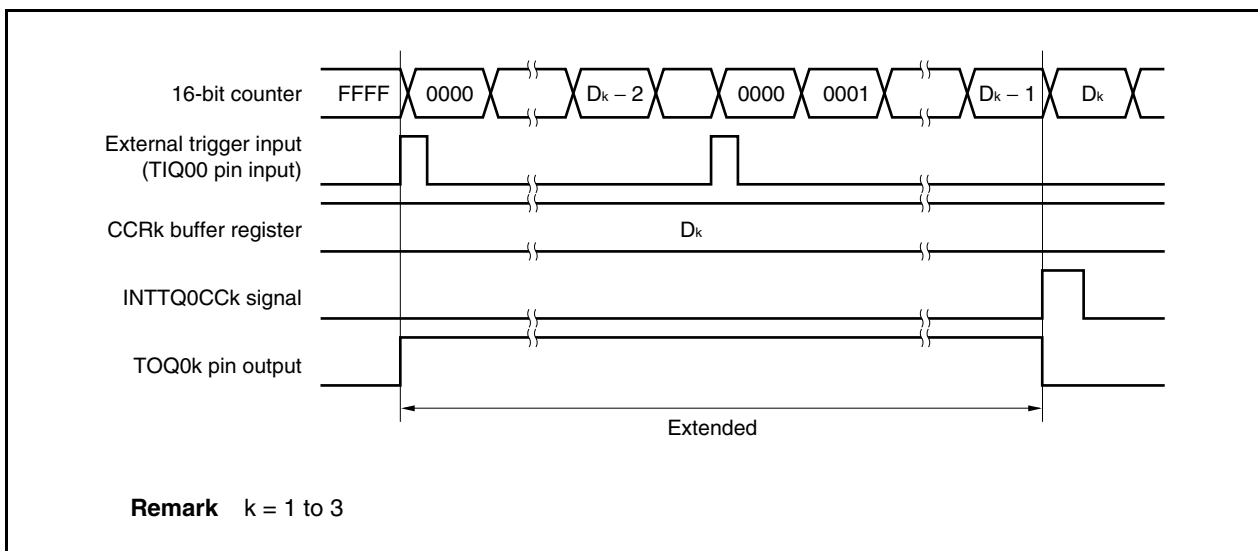 16-bit counter FFFF 0000 Dk − 2 0000 0001 Dk − 1 Dk
External trigger input
(TIQ00 pin input)
CCRk buffer register Dk
INTTQ0CCk signal
TOQ0k pin output
Extended
Remark k = 1 to 3